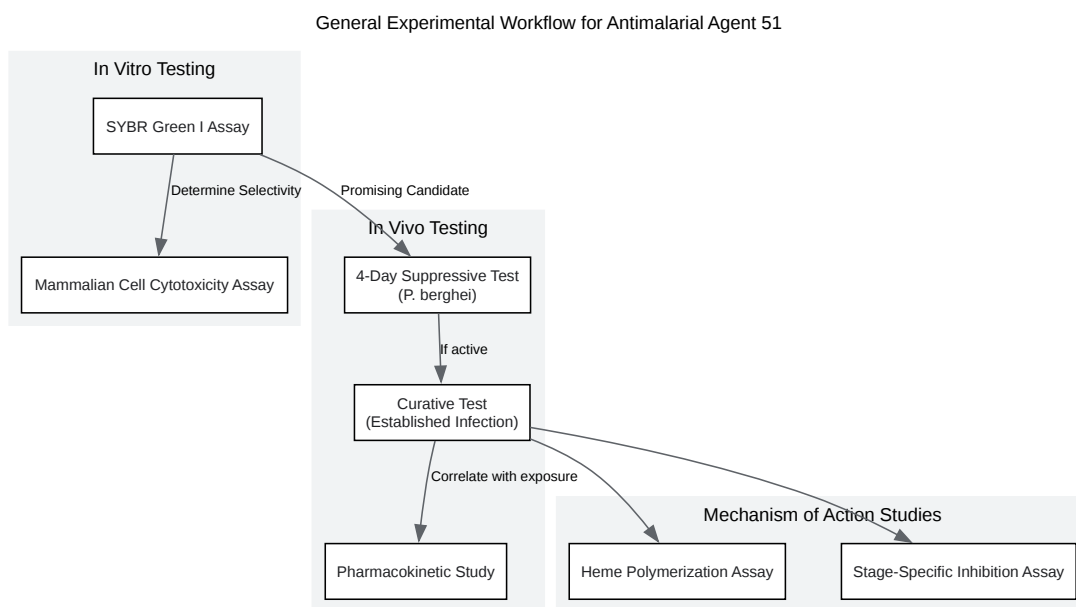 General Experimental Workflow for Antimalarial Agent 51
In Vitro Testing
SYBR Green I Assay
Determine Selectivity
Promising Candidate
In Vivo Testing
Mammalian Cell Cytotoxicity Assay
4-Day Suppressive Test
(P. berghei)
If active
Curative Test
(Established Infection)
Correlate with exposure
Mechanism of Action Studies
Pharmacokinetic Study
Heme Polymerization Assay
Stage-Specific Inhibition Assay